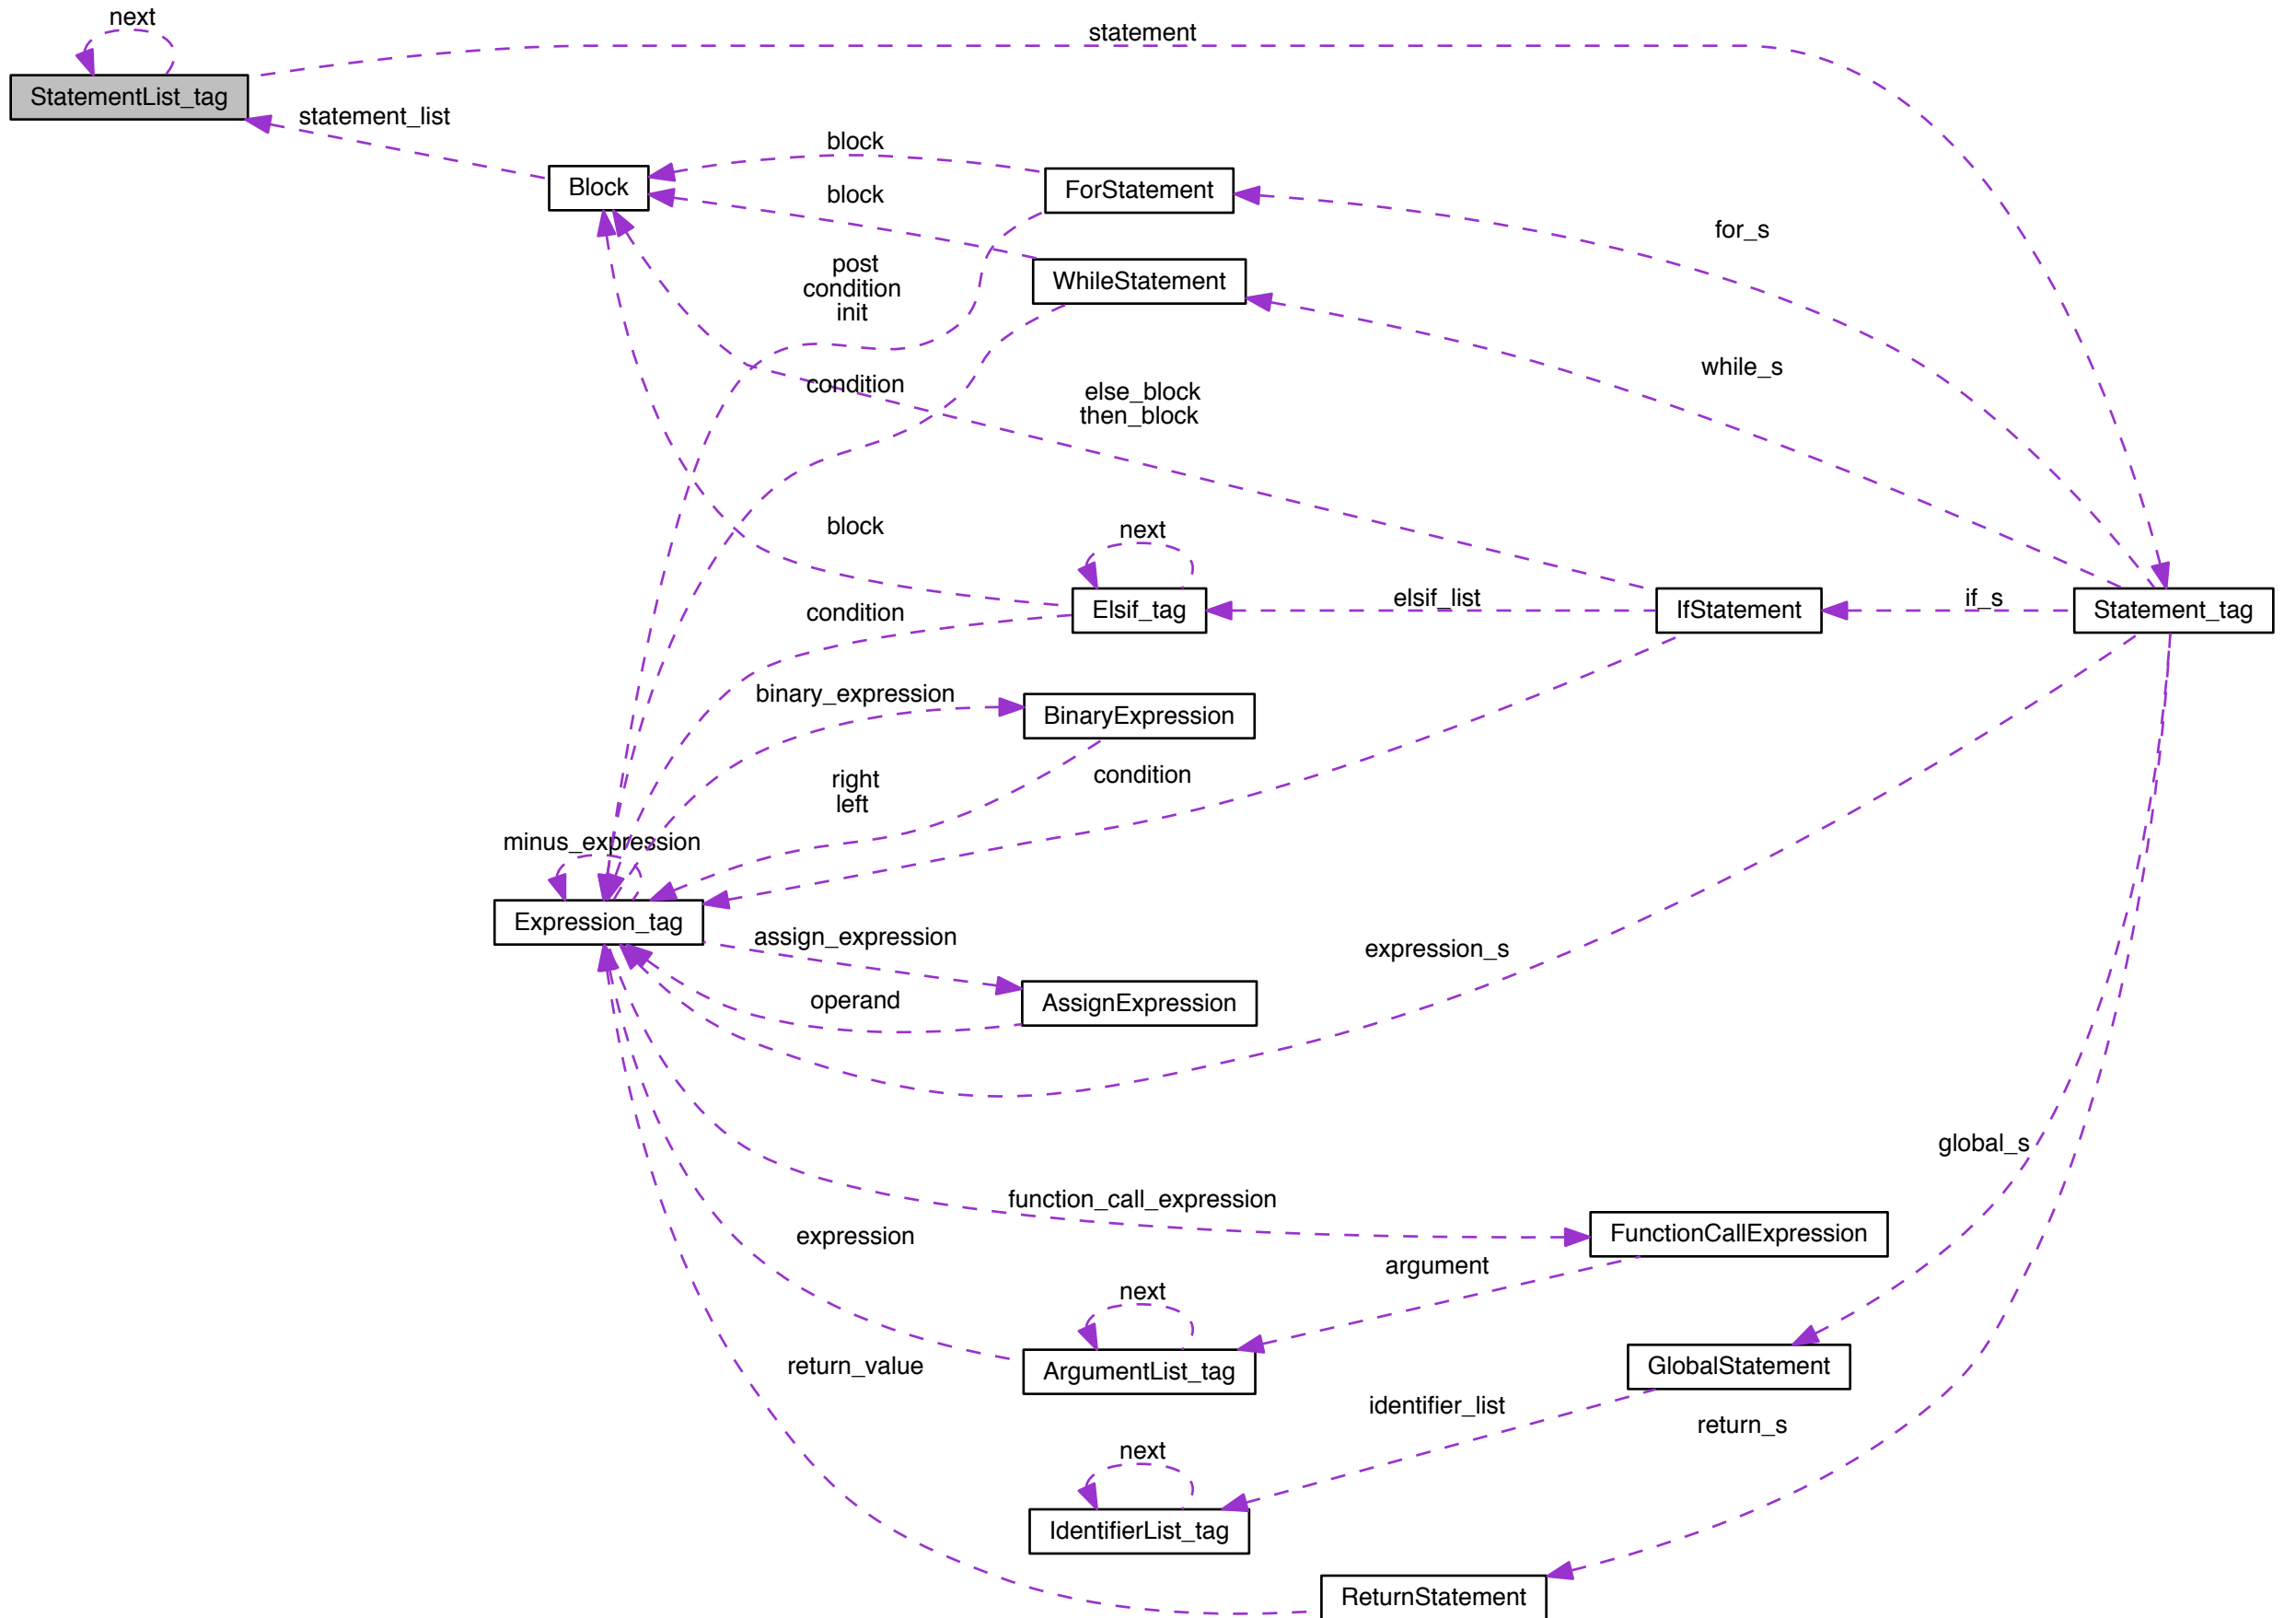 next
statement
StatementList_tag
statement_list
block
Block
ForStatement
block
for_s
post
condition
init
WhileStatement
while_s
condition
else_block
then_block
block
next
elsif_list
if_s
Elsif_tag
IfStatement
Statement_tag
condition
binary_expression
BinaryExpression
right
left
condition
minus_expression
Expression_tag
assign_expression
expression_s
operand
AssignExpression
global_s
function_call_expression
FunctionCallExpression
expression
argument
next
return_value
ArgumentList_tag
GlobalStatement
identifier_list
return_s
next
IdentifierList_tag
ReturnStatement